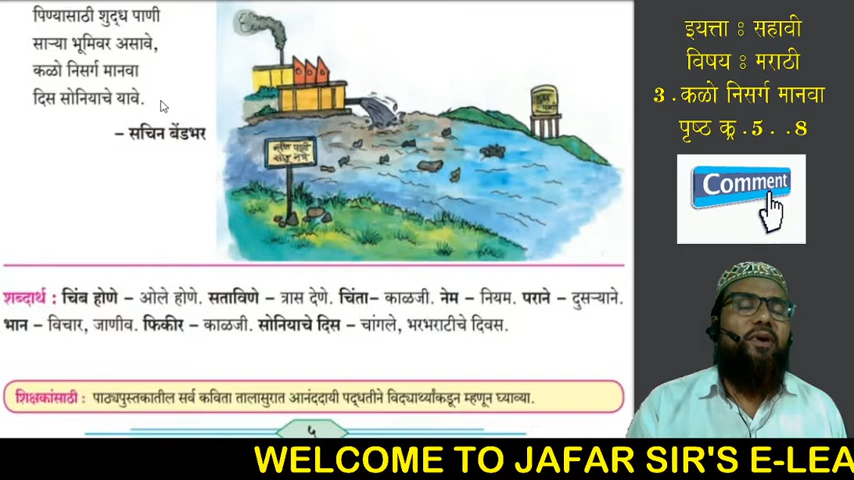 पिण्यासाठी शुद्ध पाणी
साऱ्या भूमिवर असावे,
कळो निसर्ग मानवा
दिस सोनियाचे यावे.
– सचिन बेंडभर
शब्दार्थ : चिंब होणे – ओले होणे. सताविणे – त्रास देणे. चिंता– काळजी. नेम – नियम. पराने – दुसऱ्याने.
भान – विचार, जाणीव. फिकीर – काळजी. सोनियाचे दिस – चांगले, भरभराटीचे दिवस.
शिक्षकांसाठी : पाठ्यपुस्तकातील सर्व कविता तालासुरात आनंददायी पद्धतीने विद्यार्थ्यांकडून म्हणून घ्याव्या.
५
इयत्ता : सहावी
विषय : मराठी
3 . कळो निसर्ग मानवा
पृष्ठ क्र . 5 . . 8
Comment
WELCOME TO JAFAR SIR'S E-LEA